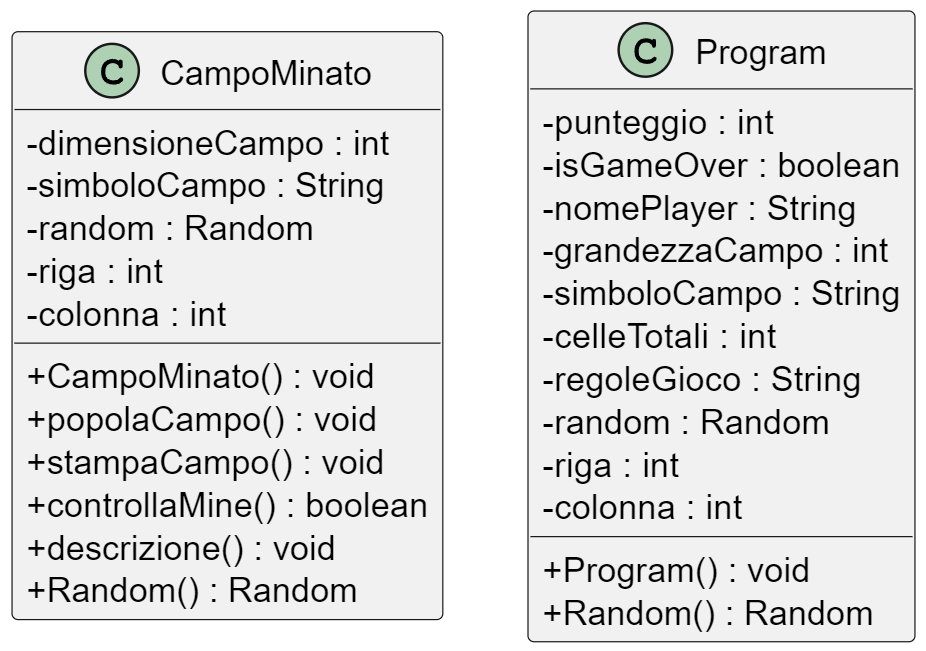 C CampoMinato
-dimensioneCampo : int
-simboloCampo : String
-random : Random
-riga : int
-colonna : int
+CampoMinato() : void
+popolaCampo() : void
+stampaCampo() : void
+controllaMine() : boolean
+descrizione() : void
+Random() : Random
C Program
-punteggio : int
-isGameOver : boolean
-nomePlayer : String
-grandezzaCampo : int
-simboloCampo : String
-celleTotali : int
-regoleGioco : String
-random : Random
-riga : int
-colonna : int
+Program() : void
+Random() : Random